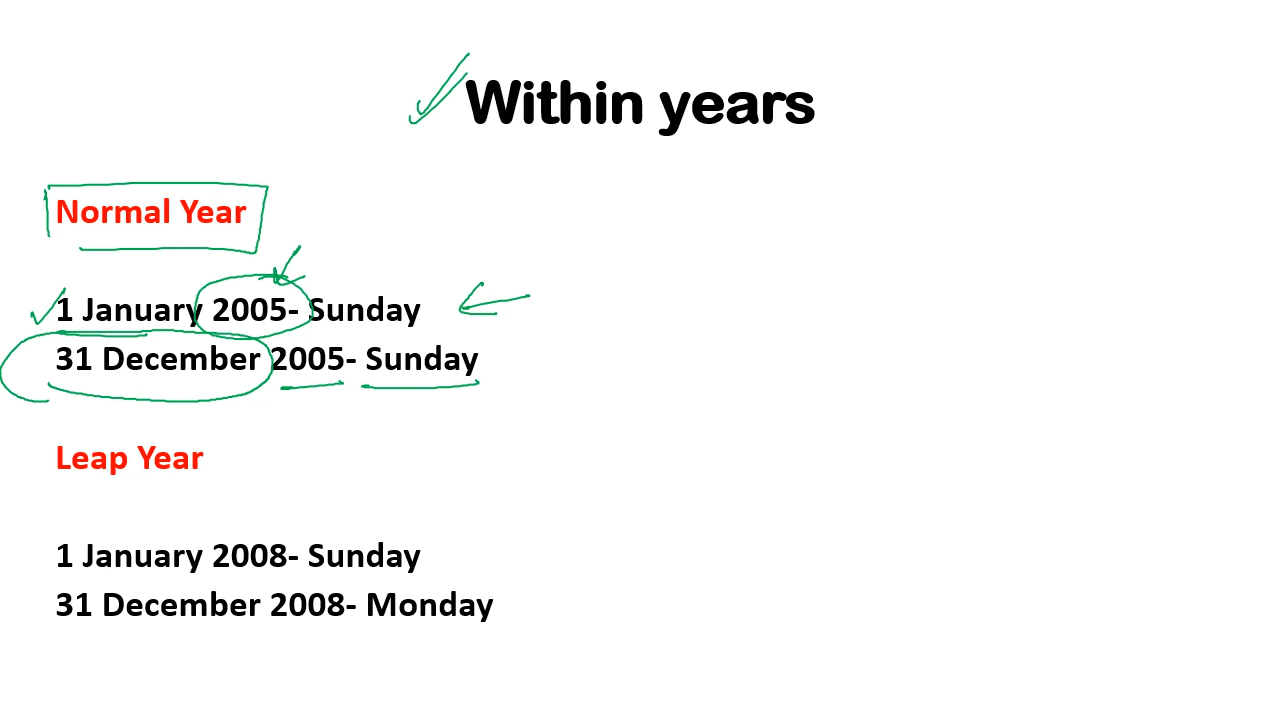 Within years
Normal Year
1 January 2005- Sunday
31 December 2005- Sunday
Leap Year
1 January 2008- Sunday
31 December 2008- Monday